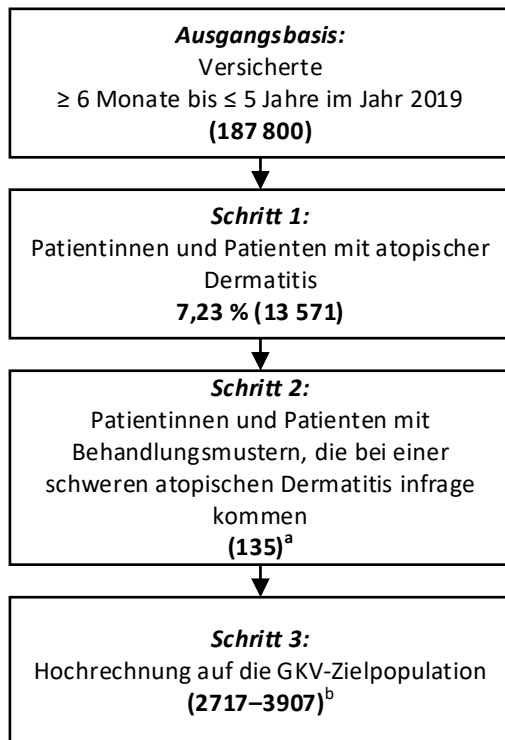 Ausgangsbasis:
Versicherte
≥ 6 Monate bis ≤ 5 Jahre im Jahr 2019
(187 800)
Schritt 1:
Patientinnen und Patienten mit atopischer
Dermatitis
7,23 % (13 571)
Schritt 2:
Patientinnen und Patienten mit
Behandlungsmustern, die bei einer
schweren atopischen Dermatitis infrage
kommen
(135)a
Schritt 3:
Hochrechnung auf die GKV-Zielpopulation
(2717–3907)b